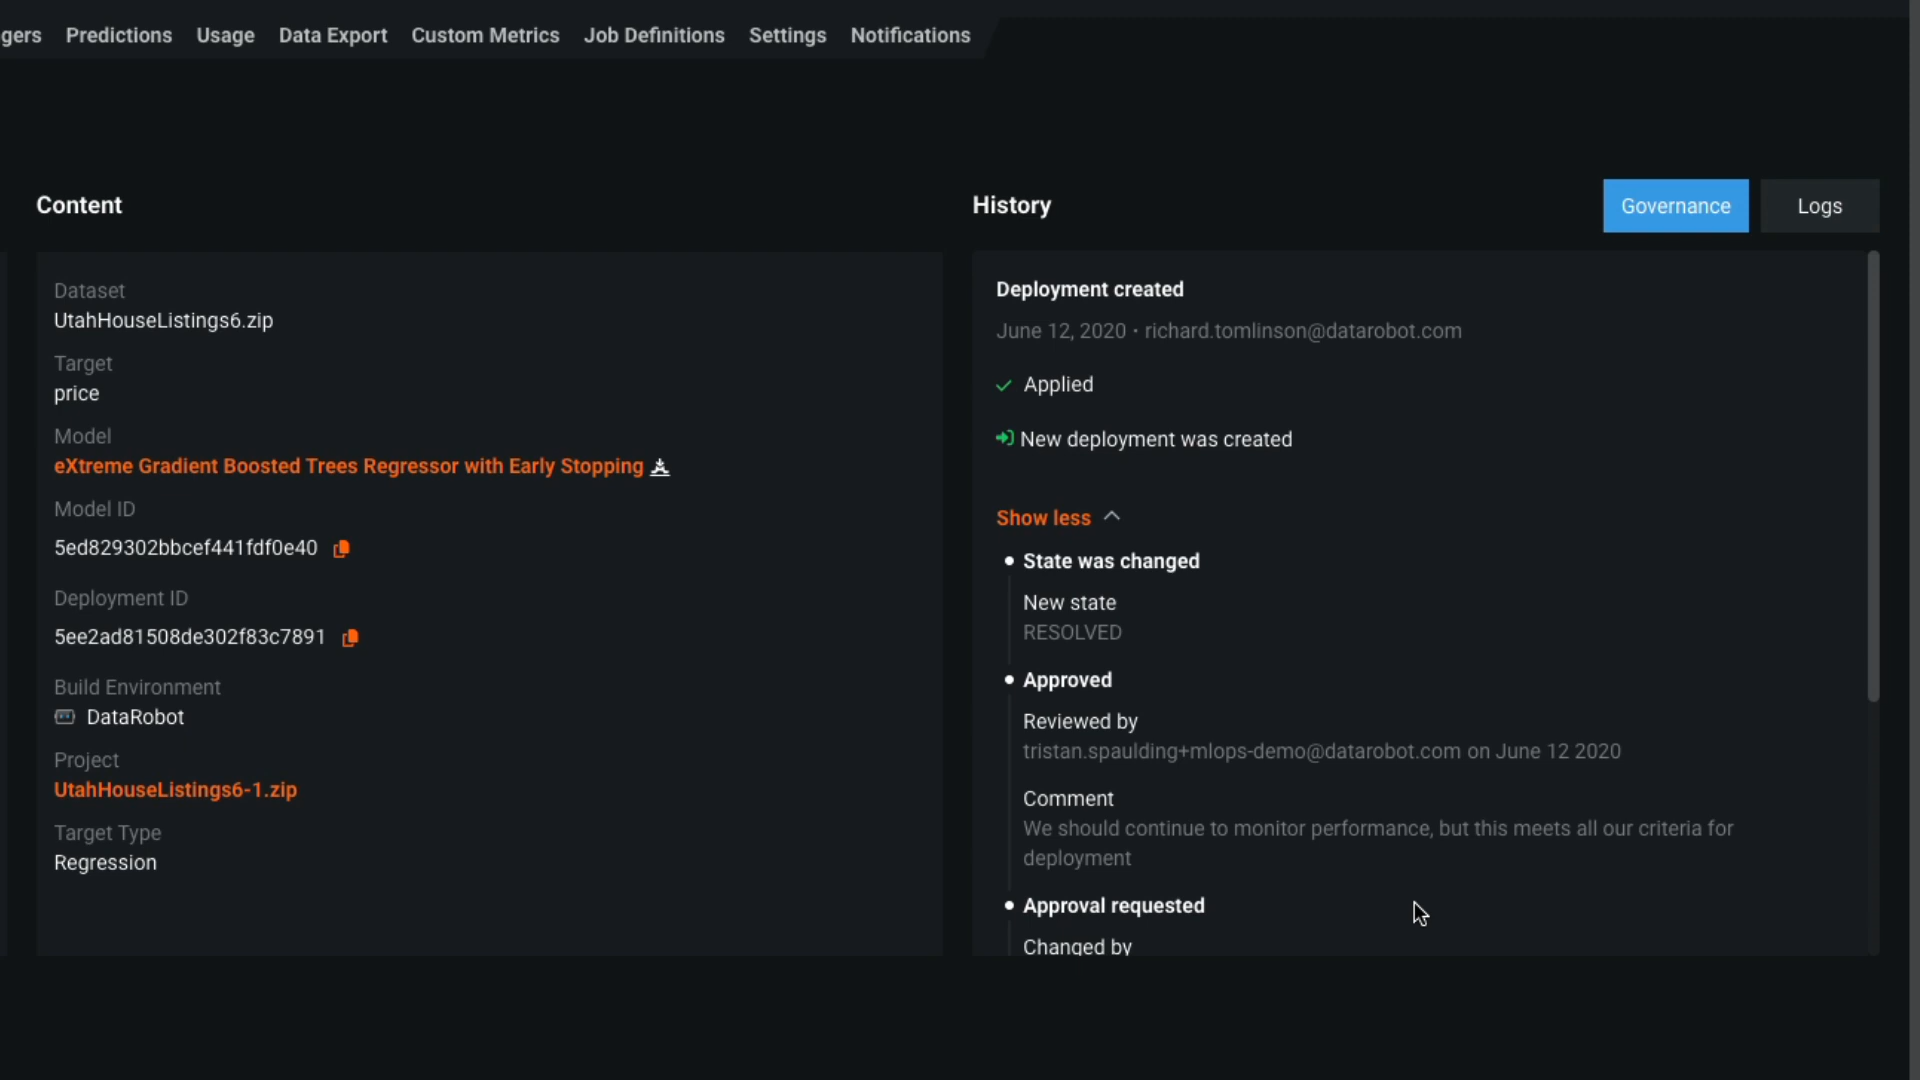 gers Predictions Usage Data Export Custom Metrics Job Definitions Settings Notifications
Content
Dataset
UtahHouseListings6.zip
Target
price
Model
eXtreme Gradient Boosted Trees Regressor with Early Stopping
Model ID
5ed829302bbcef441fdf0e40
Deployment ID
5ee2ad81508de302f83c7891
Build Environment
DataRobot
Project
UtahHouseListings6-1.zip
Target Type
Regression
History
Governance Logs
Deployment created
June 12, 2020 • richard.tomlinson@datarobot.com
Applied
New deployment was created
Show less
State was changed
New state
RESOLVED
Approved
Reviewed by
tristan.spaulding+mlops-demo@datarobot.com on June 12 2020
Comment
We should continue to monitor performance, but this meets all our criteria for
deployment
Approval requested
Changed by